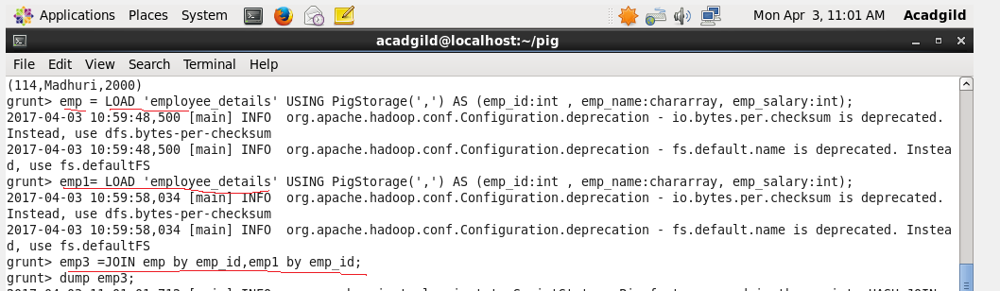 Applications Places System Mon Apr 3, 11:01 AM Acadgild
acadgild@localhost:~/pig
File Edit View Search Terminal Help
(114,Madhuri,2000)
grunt> emp = LOAD 'employee_details' USING PigStorage(',') AS (emp_id:int , emp_name:chararray, emp_salary:int);
2017-04-03 10:59:48,500 [main] INFO  org.apache.hadoop.conf.Configuration.deprecation - io.bytes.per.checksum is deprecated.
Instead, use dfs.bytes-per-checksum
2017-04-03 10:59:48,500 [main] INFO  org.apache.hadoop.conf.Configuration.deprecation - fs.default.name is deprecated. Instea
d, use fs.defaultFS
grunt> emp1= LOAD 'employee_details' USING PigStorage(',') AS (emp_id:int , emp_name:chararray, emp_salary:int);
2017-04-03 10:59:58,034 [main] INFO  org.apache.hadoop.conf.Configuration.deprecation - io.bytes.per.checksum is deprecated.
Instead, use dfs.bytes-per-checksum
2017-04-03 10:59:58,034 [main] INFO  org.apache.hadoop.conf.Configuration.deprecation - fs.default.name is deprecated. Instea
d, use fs.defaultFS
grunt> emp3 =JOIN emp by emp_id,emp1 by emp_id;
grunt> dump emp3;